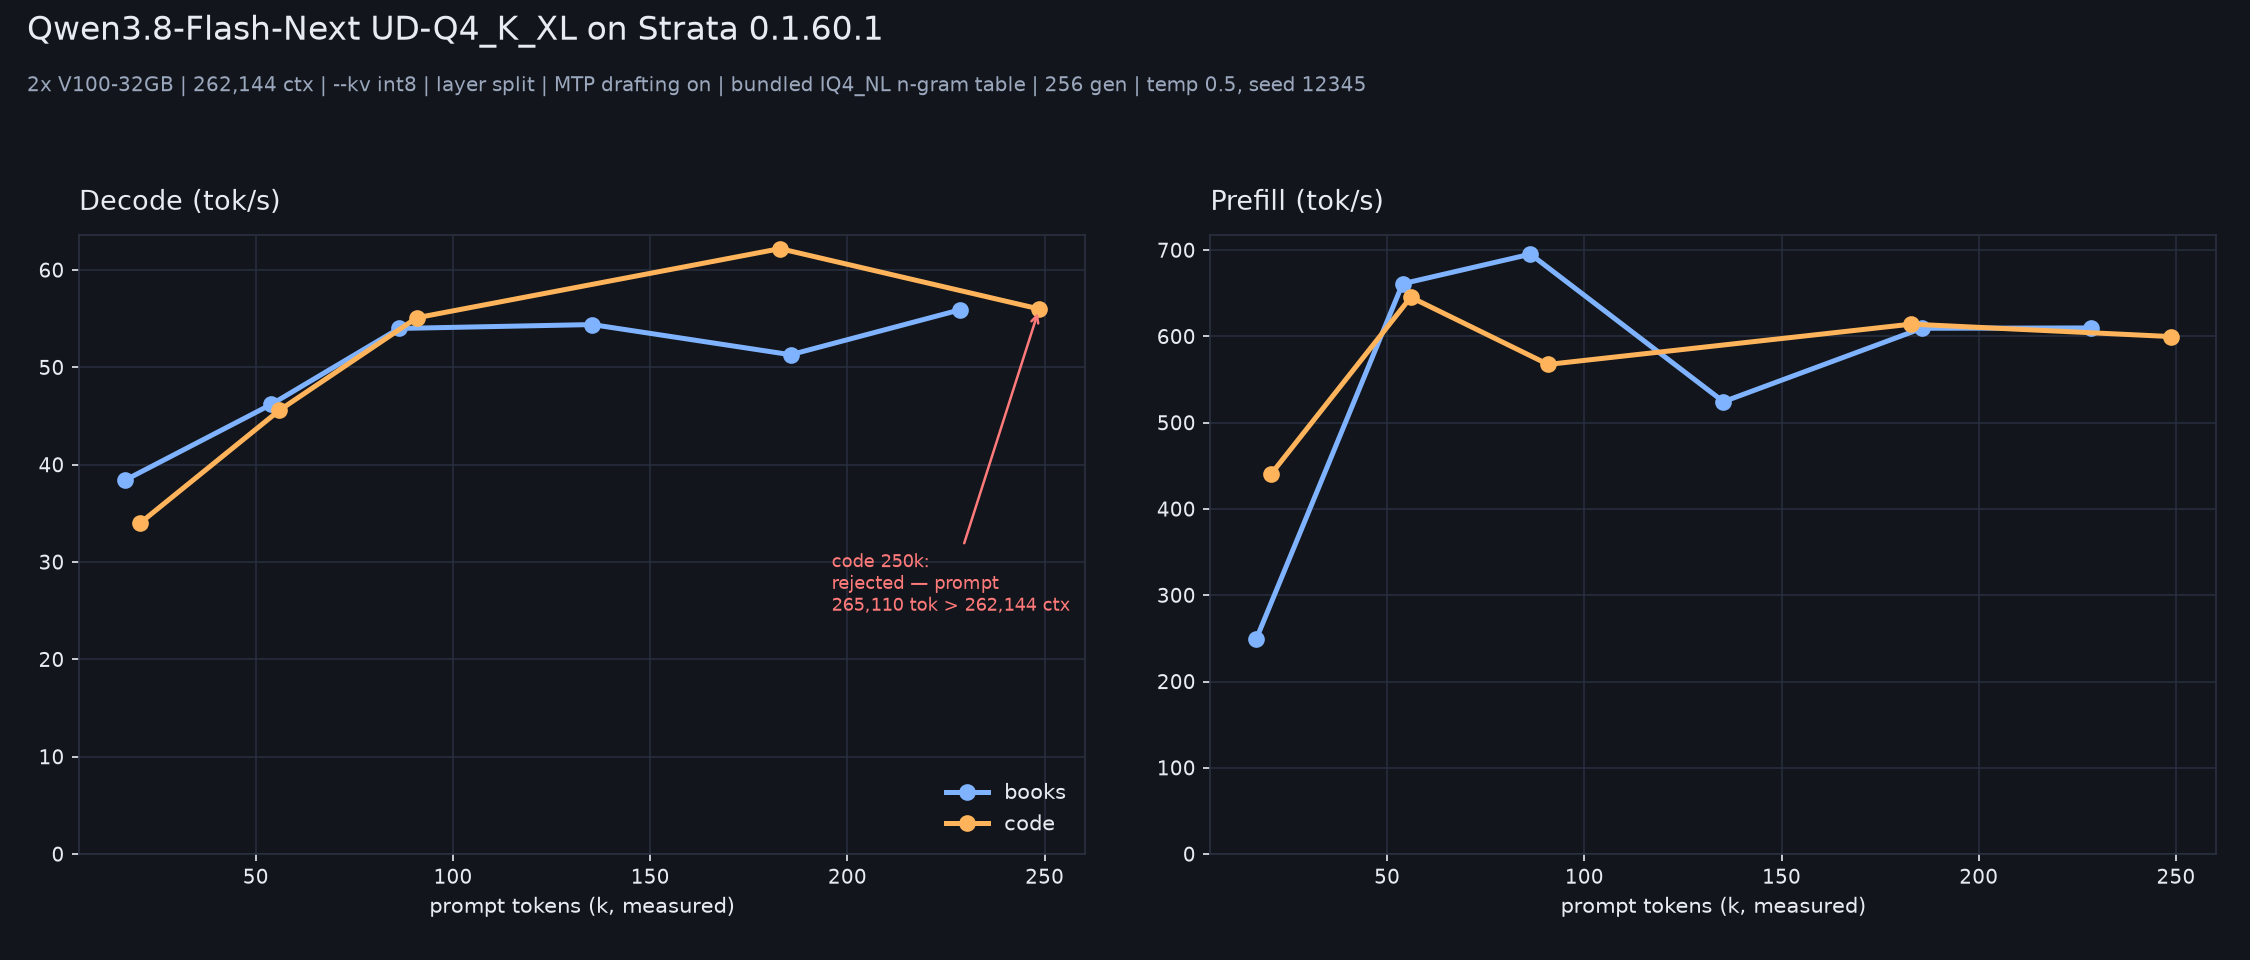 Qwen3.8-Flash-Next UD-Q4_K_XL on Strata 0.1.60.1
2x V100-32GB | 262,144 ctx | --kv int8 | layer split | MTP drafting on | bundled IQ4_NL n-gram table | 256 gen | temp 0.5, seed 12345
Decode (tok/s)
60
50
40
30
20
10
0
50
100
150
200
250
prompt tokens (k, measured)
code 250k:
rejected — prompt
265,110 tok > 262,144 ctx
books
code
Prefill (tok/s)
700
600
500
400
300
200
100
0
50
100
150
200
250
prompt tokens (k, measured)